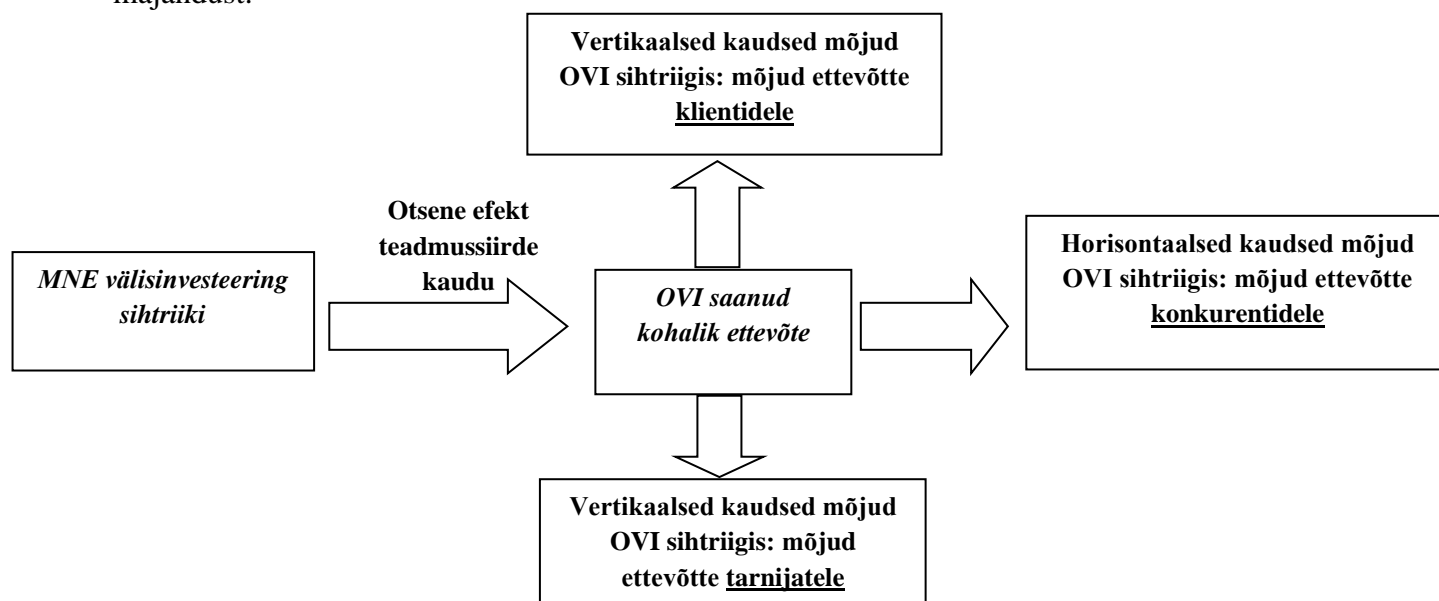 majandust.
Vertikaalsed kaudsed mõjud
OVI sihtriigis: mõjud ettevõtte
klientidele
Otsene efekt
teadmussiirde
kaudu
MNE välisinvesteering
sihtriiki
OVI saanud
kohalik ettevõte
Horisontaalsed kaudsed mõjud
OVI sihtriigis: mõjud ettevõtte
konkurentidele
Vertikaalsed kaudsed mõjud
OVI sihtriigis: mõjud
ettevõtte tarnijatele